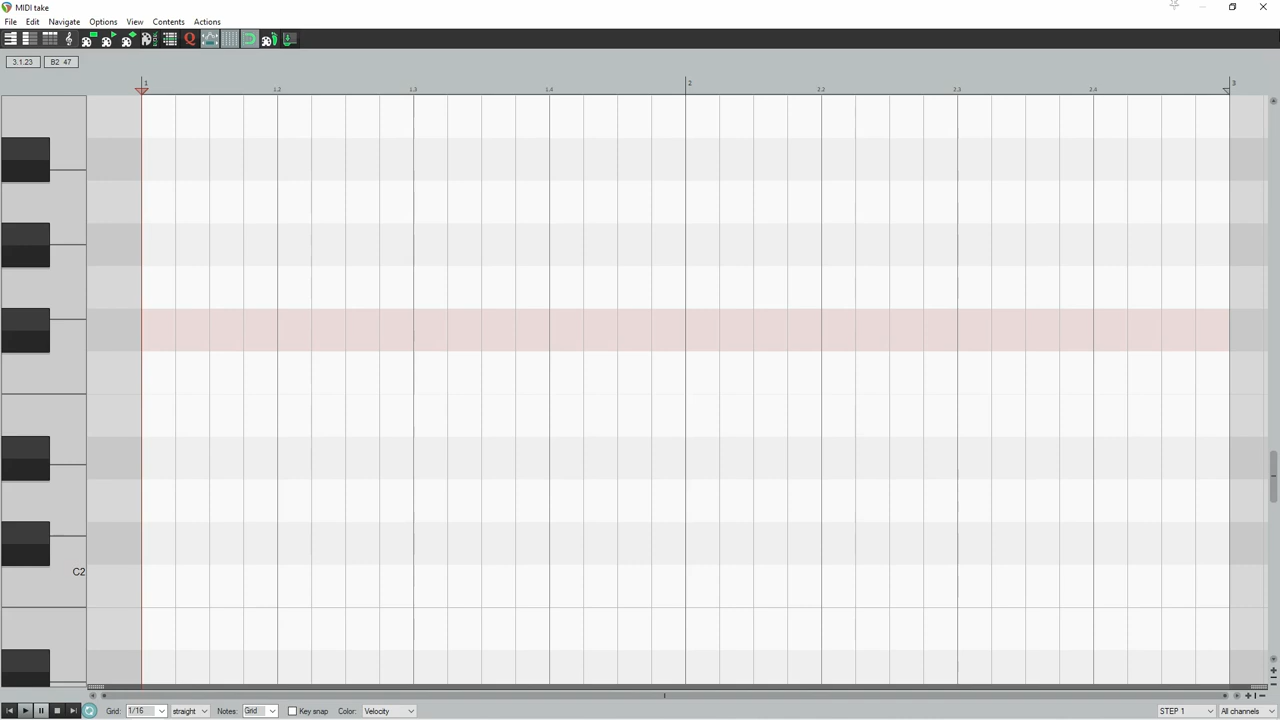 MIDI take
File Edit Navigate Options View Contents Actions
Q
3.1.23 B2 47
1 1.2 1.3 1.4 2 2.2 2.3 2.4 3
C2
Grid: 1/16 straight Notes: Grid Key snap Color: Velocity STEP 1 All channels